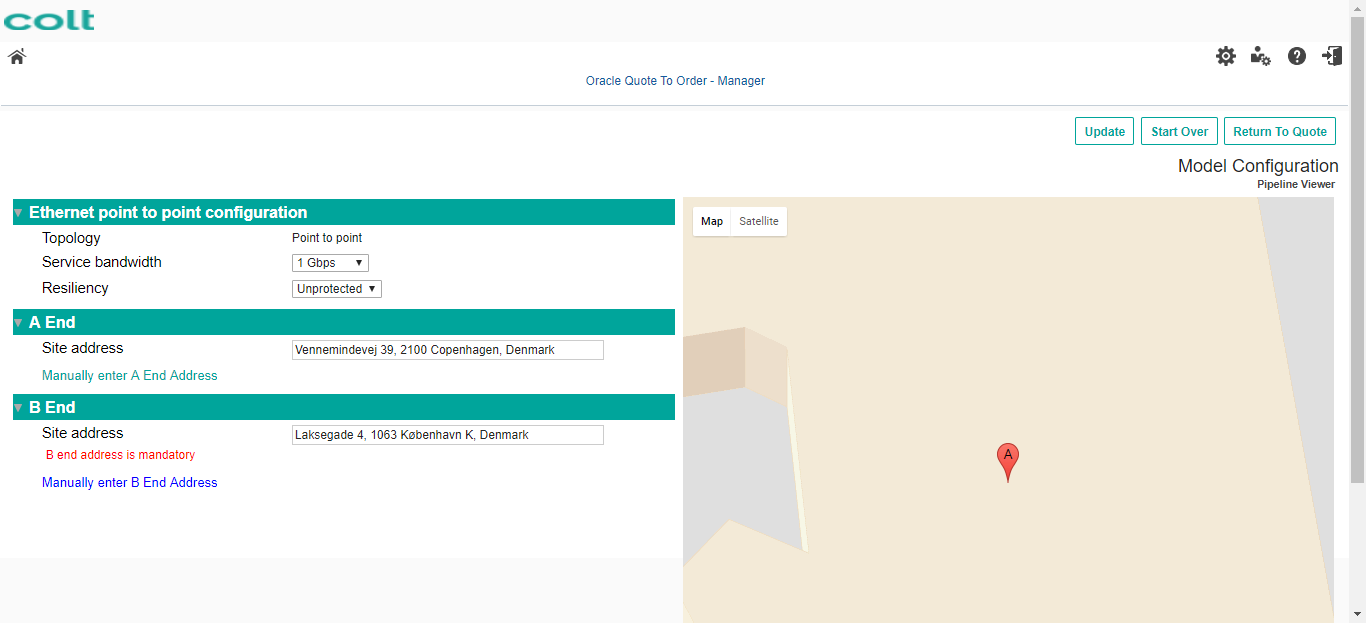 colt
Oracle Quote To Order - Manager
Update Start Over Return To Quote
Model Configuration
Pipeline Viewer
Ethernet point to point configuration
Topology Point to point
Service bandwidth 1 Gbps
Resiliency Unprotected
A End
Site address Vennemindevej 39, 2100 Copenhagen, Denmark
Manually enter A End Address
B End
Site address Laksegade 4, 1063 København K, Denmark
B end address is mandatory
Manually enter B End Address
Map Satellite
A